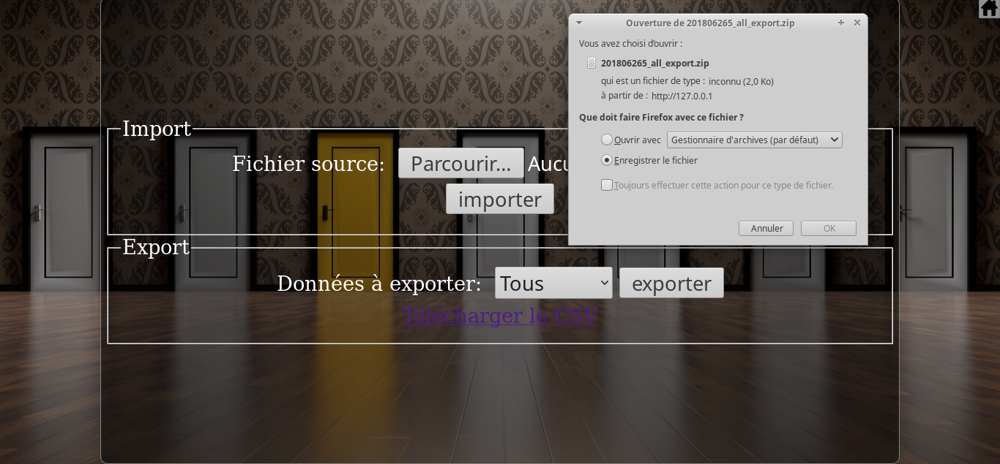 Import
Fichier source: Parcourir... Aucu
importer
Export
Données à exporter: Tous exporter
Télécharger le CSV
Ouverture de 201806265_all_export.zip
Vous avez choisi d'ouvrir :
201806265_all_export.zip
qui est un fichier de type : inconnu (2,0 Ko)
à partir de : http://127.0.0.1
Que doit faire Firefox avec ce fichier ?
Ouvrir avec Gestionnaire d'archives (par défaut)
Enregistrer le fichier
Toujours effectuer cette action pour ce type de fichier.
Annuler OK